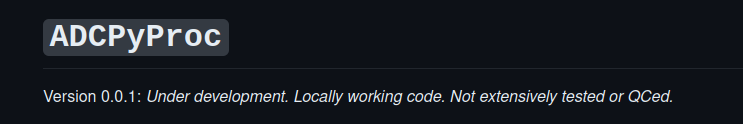 ADCPyProc
Version 0.0.1: Under development. Locally working code. Not extensively tested or QCed.